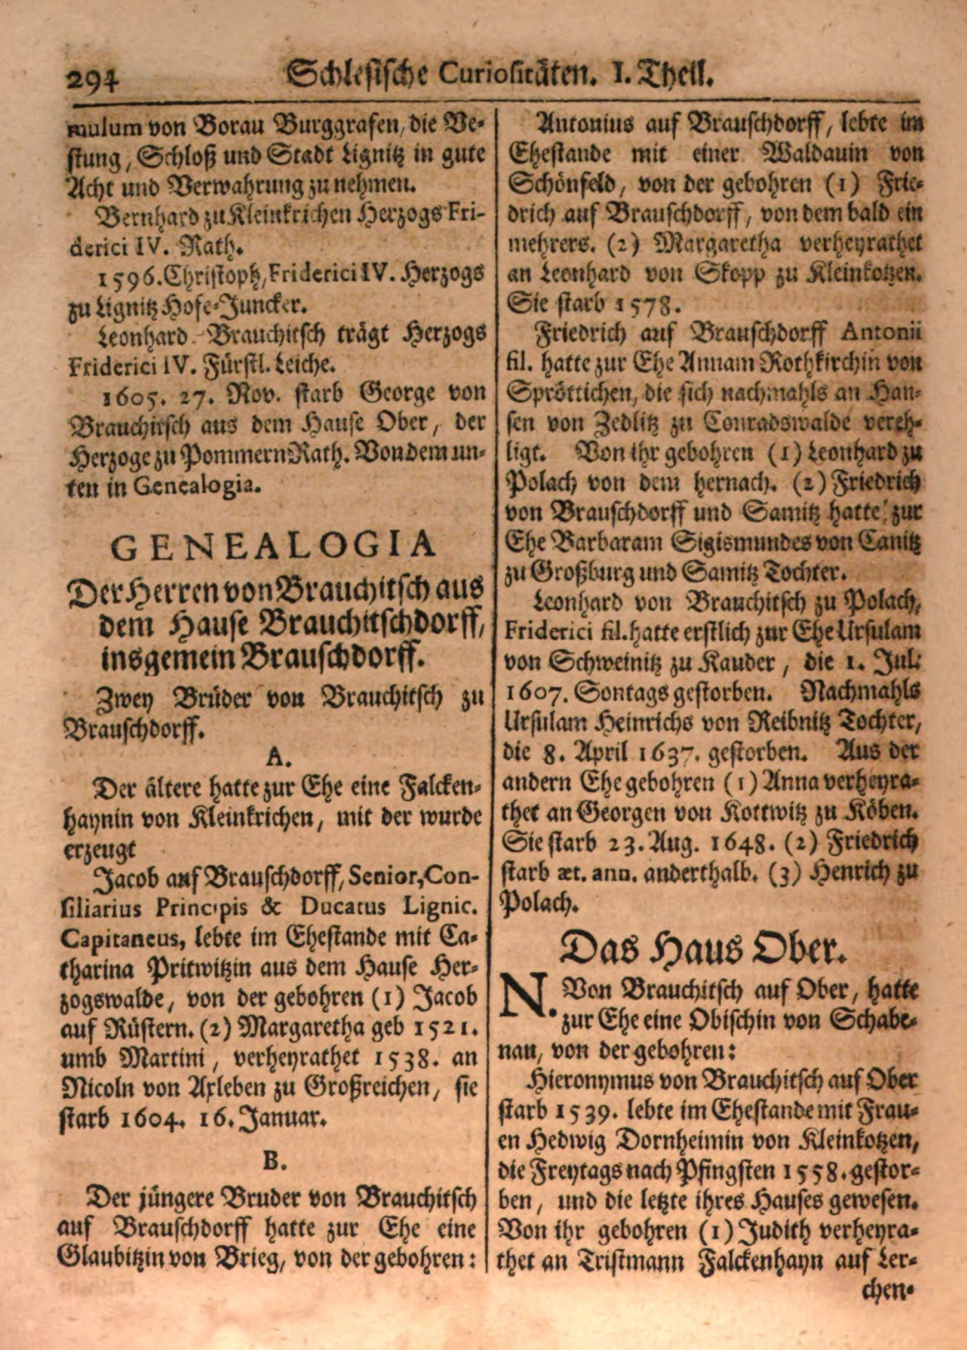 294 Schlesische Curiositäten. I. Theil.
mulum von Borau Burggrafen, die Ve-
stung, Schloß und Stadt Lignitz in gute
Acht und Verwahrung zu nehmen.
Bernhard zu Kleinkrichen Herzogs Fri-
derici IV. Rath.
1596. Christoph, Friderici IV. Herzogs
zu Lignitz Hofe-Juncker.
Leonhard Brauchitsch trägt Herzogs
Friderici IV. Fürstl. Leiche.
1605. 27. Nov. starb George von
Brauchitsch aus dem Hause Ober, der
Herzoge zu Pommern Rath. Von dem un-
ten in Genealogia.
GENEALOGIA
Der Herren von Brauchitsch aus
dem Hause Brauchitschdorff,
insgemein Brauschdorff.
Zwey Brüder von Brauchitsch zu
Brauschdorff.
A.
Der ältere hatte zur Ehe eine Falcken-
haynin von Kleinkrichen, mit der wurde
erzeugt
Jacob auf Brauschdorff, Senior, Con-
siliarius Principis & Ducatus Lignic.
Capitaneus, lebte im Ehestande mit Ca-
tharina Pritwitzin aus dem Hause Her-
zogswalde, von der gebohren (1) Jacob
auf Rüstern. (2) Margaretha geb 1521.
umb Martini, verheyrathet 1538. an
Nicoln von Axleben zu Großreichen, sie
starb 1604. 16. Januar.
B.
Der jüngere Bruder von Brauchitsch
auf Brauschdorff hatte zur Ehe eine
Glaubitzin von Brieg, von der gebohren:
Antonius auf Brauschdorff, lebte im
Ehestande mit einer Waldauin von
Schönfeld, von der gebohren (1) Frie-
drich auf Brauschdorff, von dem bald ein
mehrers. (2) Margaretha verheyrathet
an Leonhard von Skopp zu Kleinkotzen.
Sie starb 1578.
Friedrich auf Brauschdorff Antonii
fil. hatte zur Ehe Annam Rothkirchin von
Spröttichen, die sich nachmahls an Han-
sen von Zedlitz zu Conradswalde vereh-
ligt. Von ihr gebohren (1) Leonhard zu
Polach von dem hernach. (2) Friedrich
von Brauschdorff und Samitz hatte zur
Ehe Barbaram Sigismundes von Canitz
zu Großburg und Samitz Tochter.
Leonhard von Brauchitsch zu Polach,
Friderici fil. hatte erstlich zur Ehe Ursulam
von Schweinitz zu Kauder, die 1. Jul.
1607. Sontags gestorben. Nachmahls
Ursulam Heinrichs von Reibnitz Tochter,
die 8. April 1637. gestorben. Aus der
andern Ehe gebohren (1) Anna verheyra-
thet an Georgen von Kottwitz zu Köben.
Sie starb 23. Aug. 1648. (2) Friedrich
starb æt. ann. anderthalb. (3) Henrich zu
Polach.
Das Haus Ober.
N. Von Brauchitsch auf Ober, hatte
zur Ehe eine Obischin von Schabe-
nau, von der gebohren:
Hieronymus von Brauchitsch auf Ober
starb 1539. lebte im Ehestande mit Frau-
en Hedwig Dornheimin von Kleinkotzen,
die Freytags nach Pfingsten 1558. gestor-
ben, und die letzte ihres Hauses gewesen.
Von ihr gebohren (1) Judith verheyra-
thet an Tristmann Falckenhayn auf Ler-
chen-